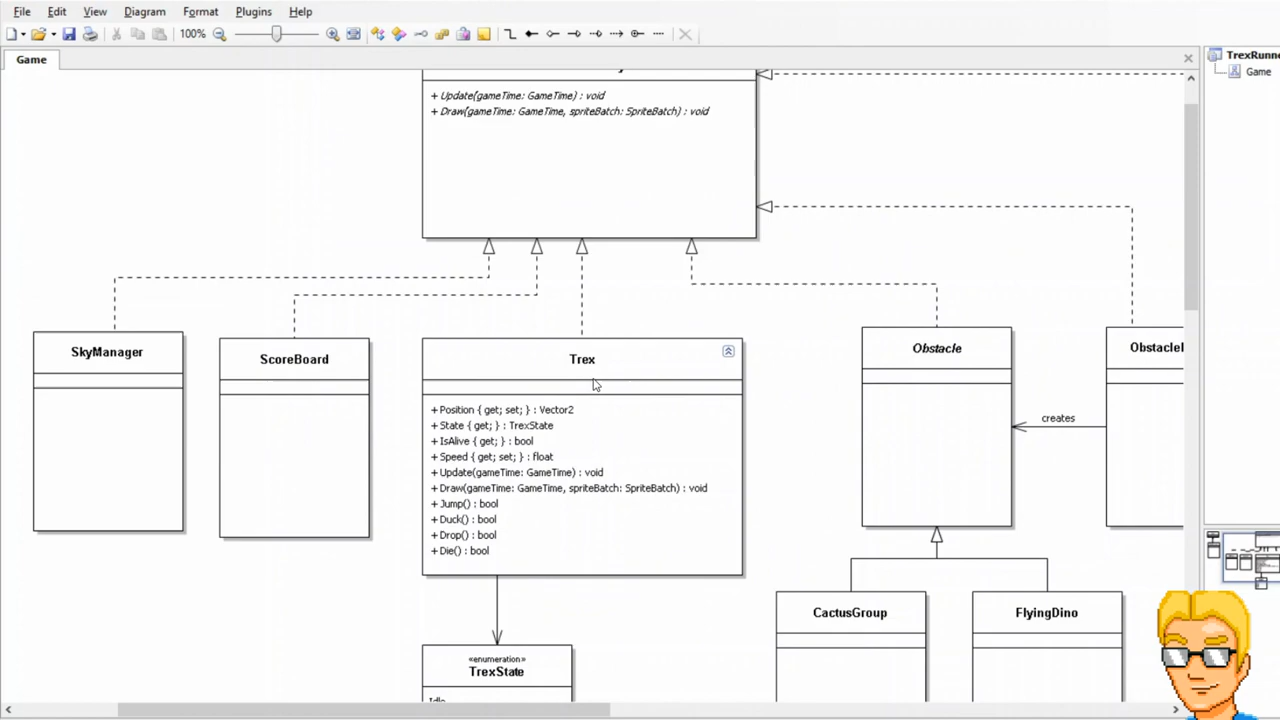 File Edit View Diagram Format Plugins Help
100%
Game
TrexRunne
Game
+ Update(gameTime: GameTime) : void
+ Draw(gameTime: GameTime, spriteBatch: SpriteBatch) : void
SkyManager
ScoreBoard
Trex
+ Position { get; set; } : Vector2
+ State { get; } : TrexState
+ IsAlive { get; } : bool
+ Speed { get; set; } : float
+ Update(gameTime: GameTime) : void
+ Draw(gameTime: GameTime, spriteBatch: SpriteBatch) : void
+ Jump() : bool
+ Duck() : bool
+ Drop() : bool
+ Die() : bool
Obstacle
creates
CactusGroup
FlyingDino
«enumeration»
TrexState
Idle